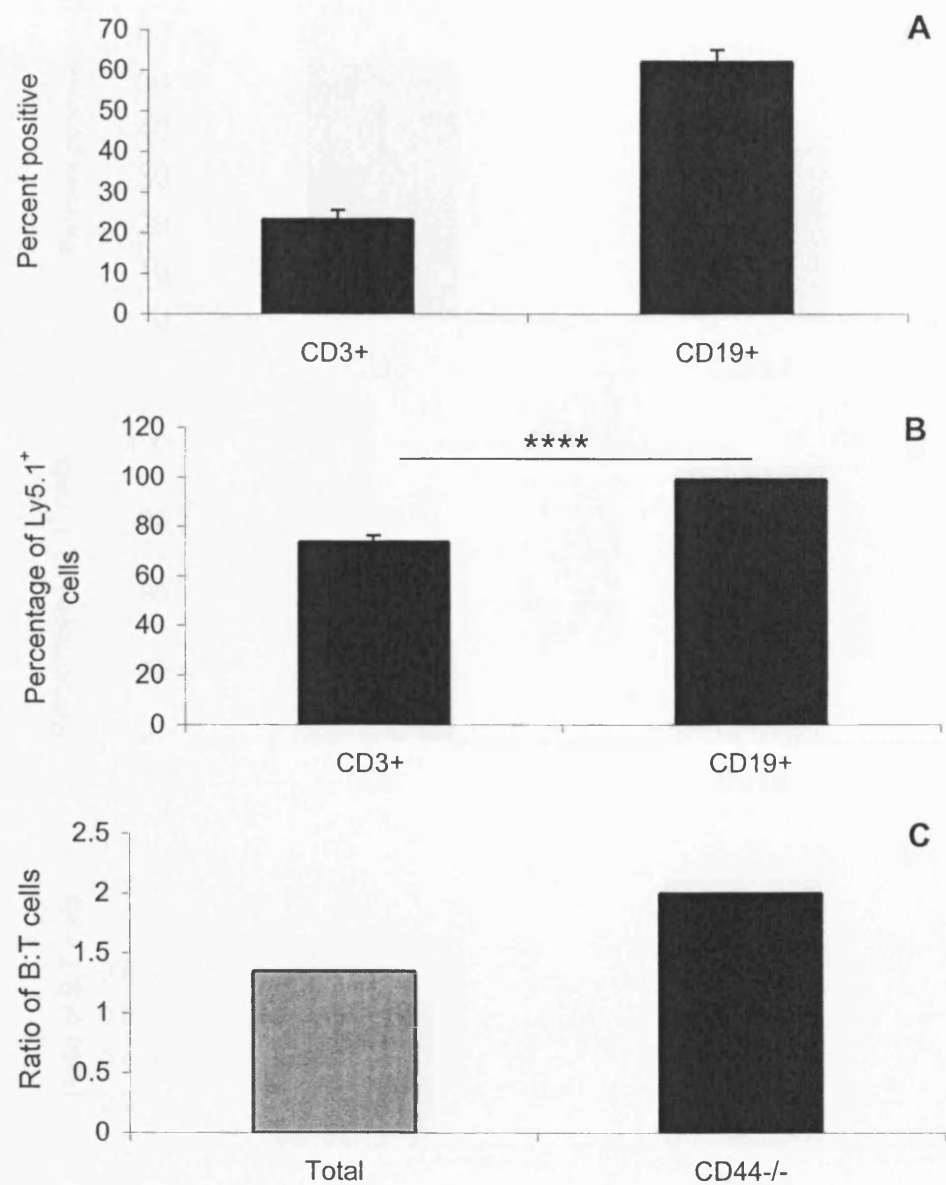 A
Percent positive
70
60
50
40
30
20
10
0
CD3+
CD19+
B
Percentage of Ly5.1⁺
cells
120
100
80
60
40
20
0
****
CD3+
CD19+
C
Ratio of B:T cells
2.5
2
1.5
1
0.5
0
Total
CD44-/-